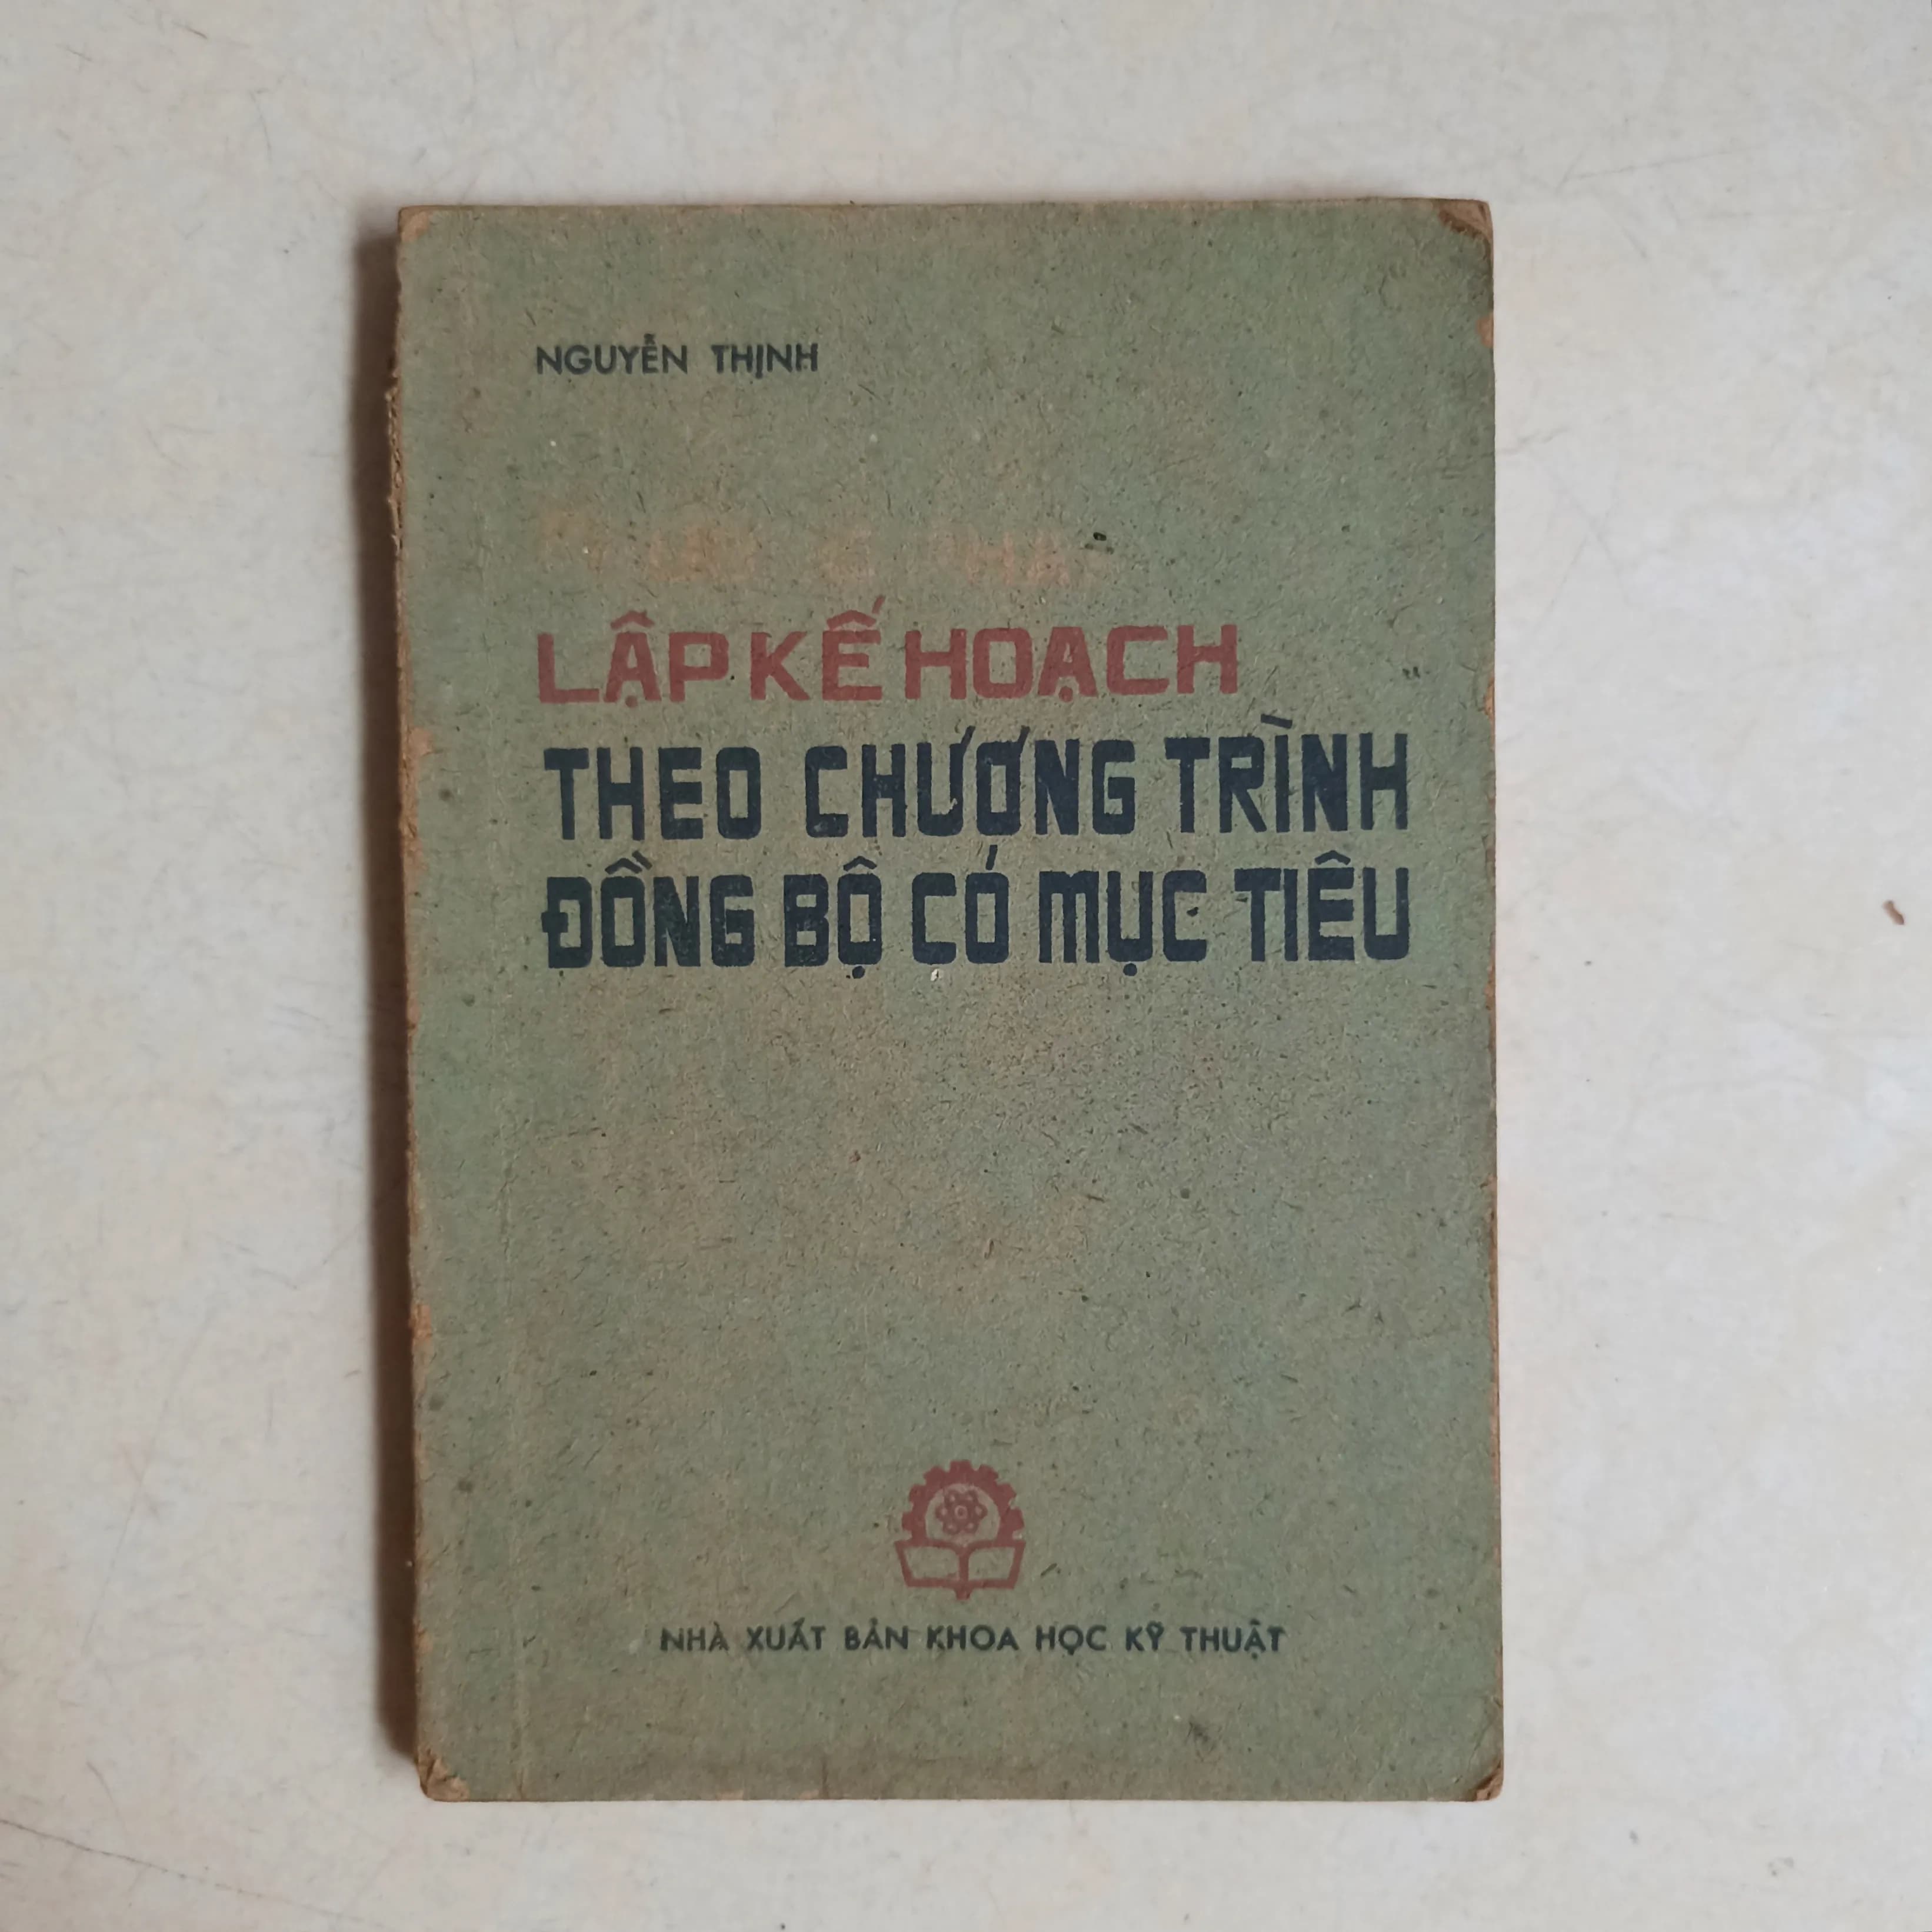 NGUYỄN THỊNH
LẬP KẾ HOẠCH
THEO CHƯƠNG TRÌNH
ĐỒNG BỘ CÓ MỤC TIÊU
NHÀ XUẤT BẢN KHOA HỌC KỸ THUẬT